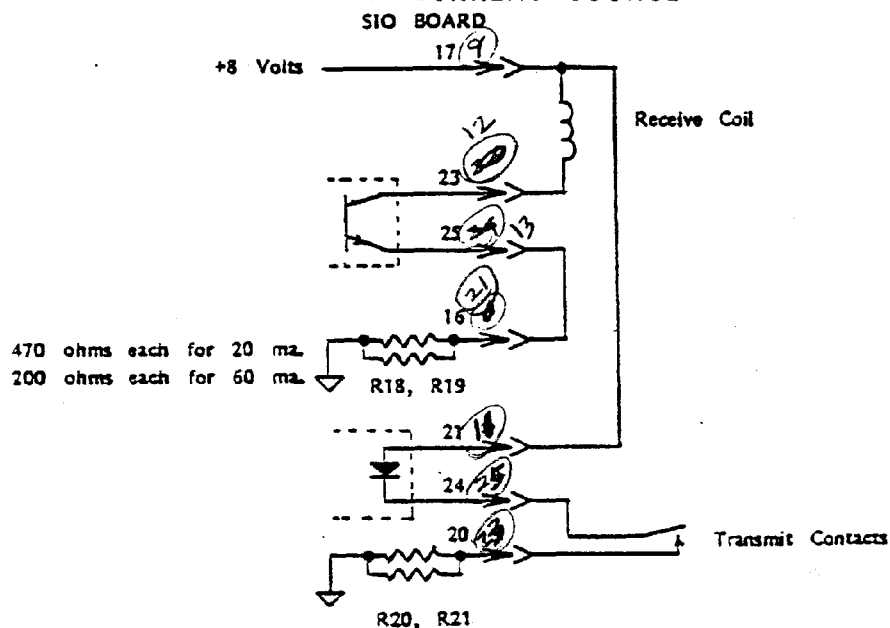 SIO BOARD
17 9
+8 Volts
Receive Coil
12
23
25 13
21
16
470 ohms each for 20 ma.
200 ohms each for 60 ma.
R18, R19
21
24 25
20
Transmit Contacts
R20, R21